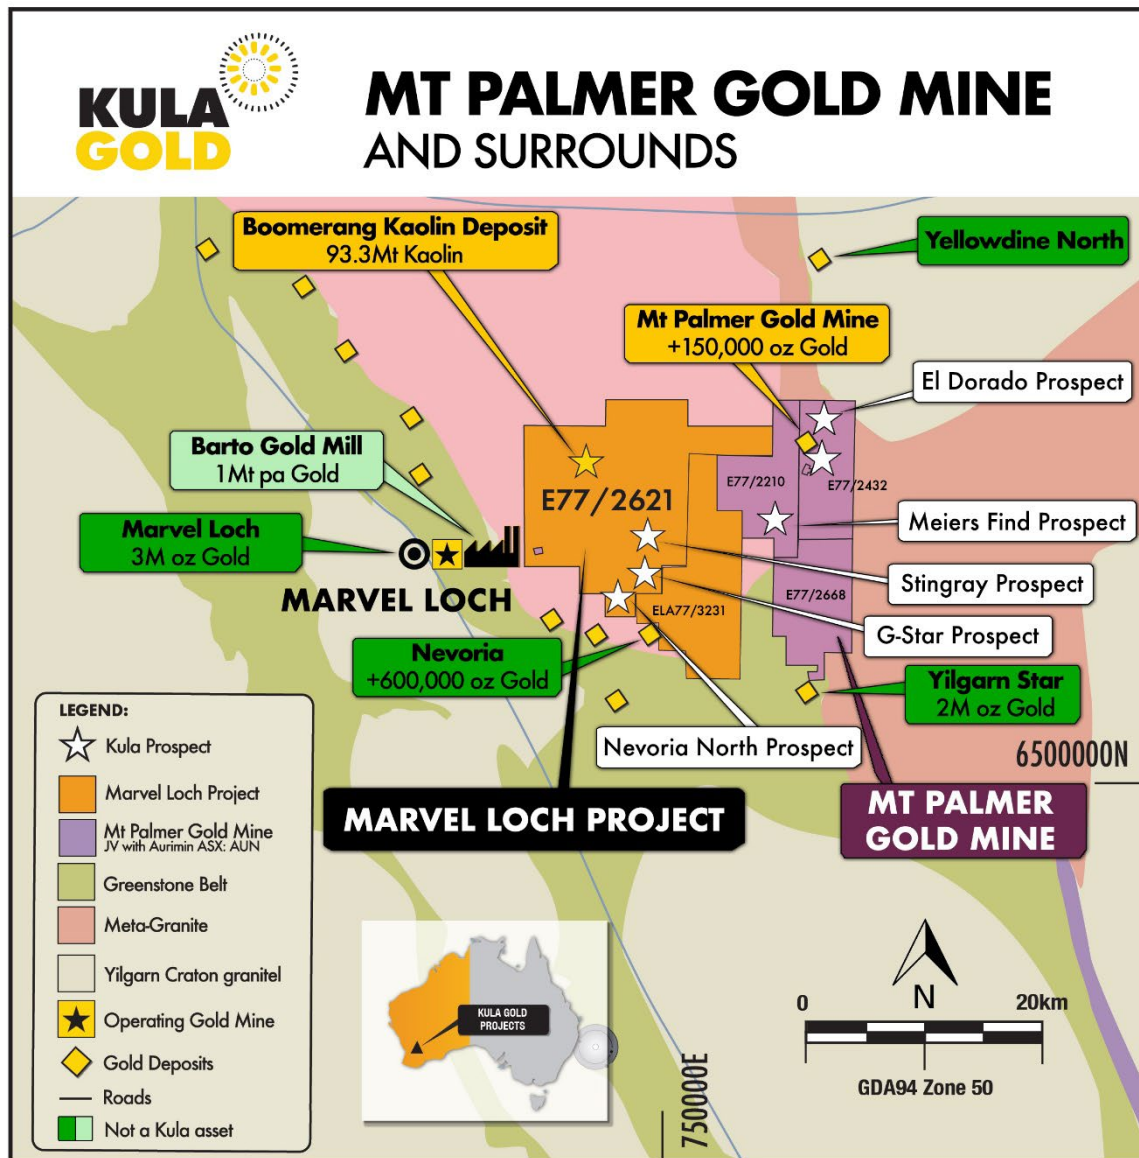 KULA
GOLD
MT PALMER GOLD MINE
AND SURROUNDS
Boomerang Kaolin Deposit
93.3Mt Kaolin
Yellowdine North
Mt Palmer Gold Mine
+150,000 oz Gold
El Dorado Prospect
Barto Gold Mill
1Mt pa Gold
E77/2621
E77/2210
E77/2432
Meiers Find Prospect
Marvel Loch
3M oz Gold
MARVEL LOCH
Stingray Prospect
E77/2668
ELA77/3231
G-Star Prospect
Nevoria
+600,000 oz Gold
Yilgarn Star
2M oz Gold
Nevoria North Prospect
6500000N
MARVEL LOCH PROJECT
MT PALMER
GOLD MINE
LEGEND:
Kula Prospect
Marvel Loch Project
Mt Palmer Gold Mine
JV with Aurimin ASX: AUN
Greenstone Belt
Meta-Granite
Yilgarn Craton granitel
Operating Gold Mine
Gold Deposits
Roads
Not a Kula asset
KULA GOLD
PROJECTS
750000E
N
0 20km
GDA94 Zone 50